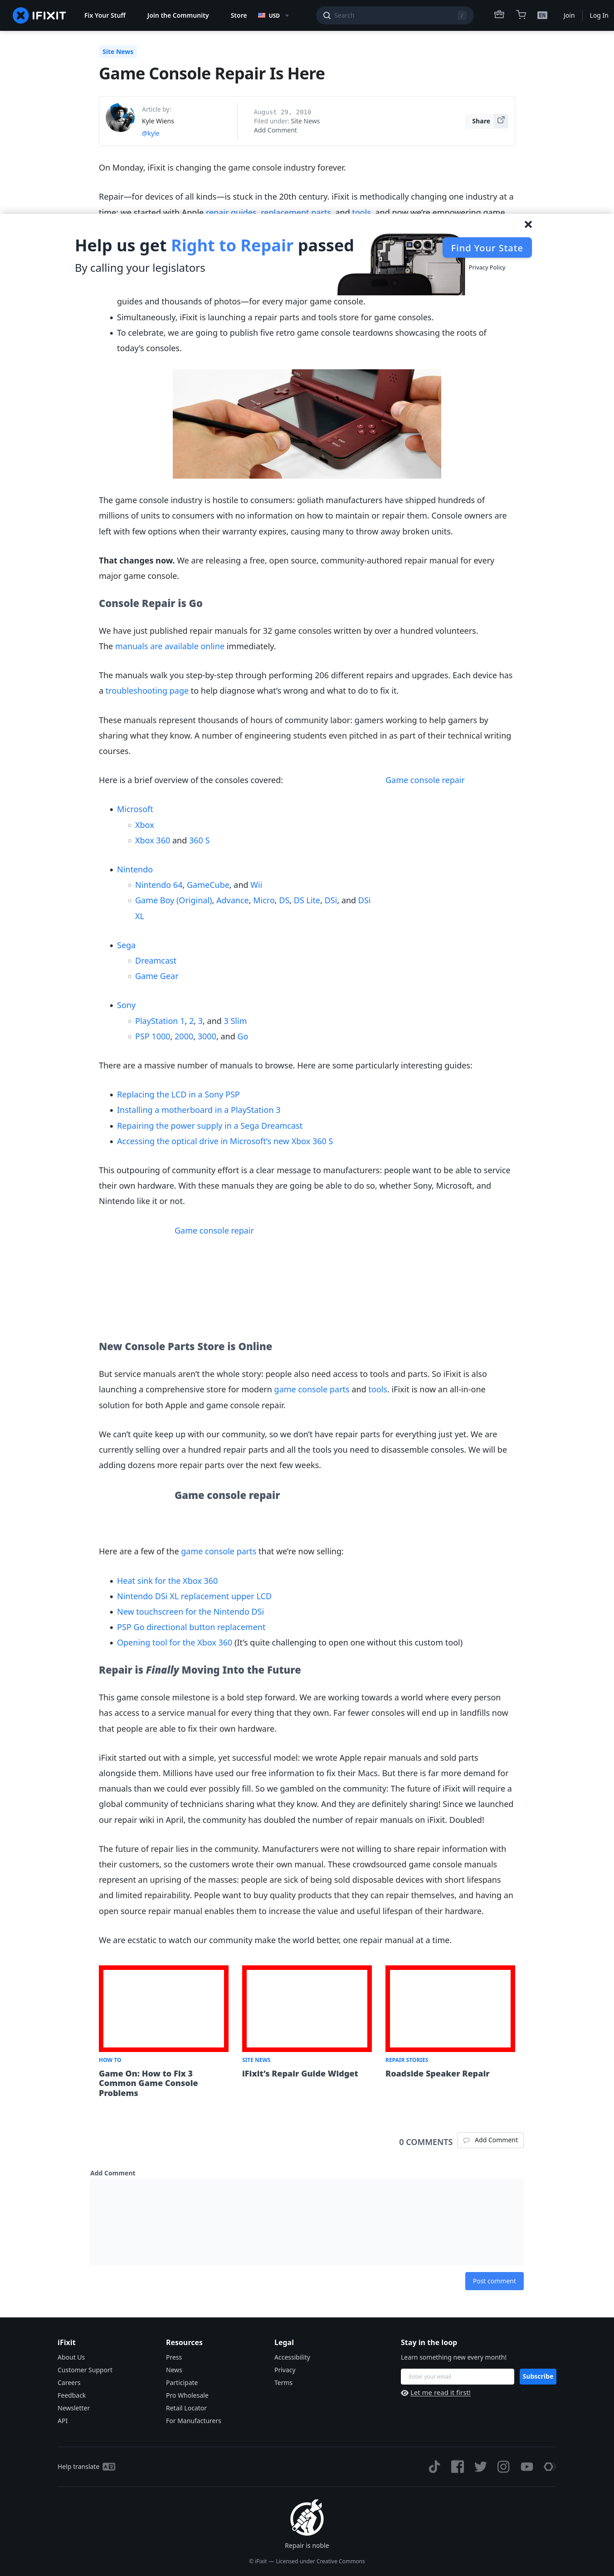 IFIXIT
Fix Your Stuff
Join the Community
Store
USD
Search
/
EN
Join
Log In
Site News
Game Console Repair Is Here
Article by:
Kyle Wiens
@kyle
August 29, 2010
Filed under: Site News
Add Comment
Share
On Monday, iFixit is changing the game console industry forever.
Repair—for devices of all kinds—is stuck in the 20th century. iFixit is methodically changing one industry at a
time: we started with Apple repair guides, replacement parts, and tools, and now we're empowering game
Help us get Right to Repair passed
By calling your legislators
Find Your State
Privacy Policy
guides and thousands of photos—for every major game console.
Simultaneously, iFixit is launching a repair parts and tools store for game consoles.
To celebrate, we are going to publish five retro game console teardowns showcasing the roots of
today's consoles.
The game console industry is hostile to consumers: goliath manufacturers have shipped hundreds of
millions of units to consumers with no information on how to maintain or repair them. Console owners are
left with few options when their warranty expires, causing many to throw away broken units.
That changes now. We are releasing a free, open source, community-authored repair manual for every
major game console.
Console Repair is Go
We have just published repair manuals for 32 game consoles written by over a hundred volunteers.
The manuals are available online immediately.
The manuals walk you step-by-step through performing 206 different repairs and upgrades. Each device has
a troubleshooting page to help diagnose what's wrong and what to do to fix it.
These manuals represent thousands of hours of community labor: gamers working to help gamers by
sharing what they know. A number of engineering students even pitched in as part of their technical writing
courses.
Here is a brief overview of the consoles covered:
Game console repair
Microsoft
Xbox
Xbox 360 and 360 S
Nintendo
Nintendo 64, GameCube, and Wii
Game Boy (Original), Advance, Micro, DS, DS Lite, DSi, and DSi
XL
Sega
Dreamcast
Game Gear
Sony
PlayStation 1, 2, 3, and 3 Slim
PSP 1000, 2000, 3000, and Go
There are a massive number of manuals to browse. Here are some particularly interesting guides:
Replacing the LCD in a Sony PSP
Installing a motherboard in a PlayStation 3
Repairing the power supply in a Sega Dreamcast
Accessing the optical drive in Microsoft's new Xbox 360 S
This outpouring of community effort is a clear message to manufacturers: people want to be able to service
their own hardware. With these manuals they are going be able to do so, whether Sony, Microsoft, and
Nintendo like it or not.
Game console repair
New Console Parts Store is Online
But service manuals aren't the whole story: people also need access to tools and parts. So iFixit is also
launching a comprehensive store for modern game console parts and tools. iFixit is now an all-in-one
solution for both Apple and game console repair.
We can't quite keep up with our community, so we don't have repair parts for everything just yet. We are
currently selling over a hundred repair parts and all the tools you need to disassemble consoles. We will be
adding dozens more repair parts over the next few weeks.
Game console repair
Here are a few of the game console parts that we're now selling:
Heat sink for the Xbox 360
Nintendo DSi XL replacement upper LCD
New touchscreen for the Nintendo DSi
PSP Go directional button replacement
Opening tool for the Xbox 360 (It's quite challenging to open one without this custom tool)
Repair is Finally Moving Into the Future
This game console milestone is a bold step forward. We are working towards a world where every person
has access to a service manual for every thing that they own. Far fewer consoles will end up in landfills now
that people are able to fix their own hardware.
iFixit started out with a simple, yet successful model: we wrote Apple repair manuals and sold parts
alongside them. Millions have used our free information to fix their Macs. But there is far more demand for
manuals than we could ever possibly fill. So we gambled on the community: The future of iFixit will require a
global community of technicians sharing what they know. And they are definitely sharing! Since we launched
our repair wiki in April, the community has doubled the number of repair manuals on iFixit. Doubled!
The future of repair lies in the community. Manufacturers were not willing to share repair information with
their customers, so the customers wrote their own manual. These crowdsourced game console manuals
represent an uprising of the masses: people are sick of being sold disposable devices with short lifespans
and limited repairability. People want to buy quality products that they can repair themselves, and having an
open source repair manual enables them to increase the value and useful lifespan of their hardware.
We are ecstatic to watch our community make the world better, one repair manual at a time.
HOW TO
Game On: How to Fix 3
Common Game Console
Problems
SITE NEWS
iFixit's Repair Guide Widget
REPAIR STORIES
Roadside Speaker Repair
0 COMMENTS
Add Comment
Add Comment
Post comment
iFixit
About Us
Customer Support
Careers
Feedback
Newsletter
API
Resources
Press
News
Participate
Pro Wholesale
Retail Locator
For Manufacturers
Legal
Accessibility
Privacy
Terms
Stay in the loop
Learn something new every month!
Enter your email
Subscribe
Let me read it first!
Help translate
Repair is noble
© iFixit — Licensed under Creative Commons